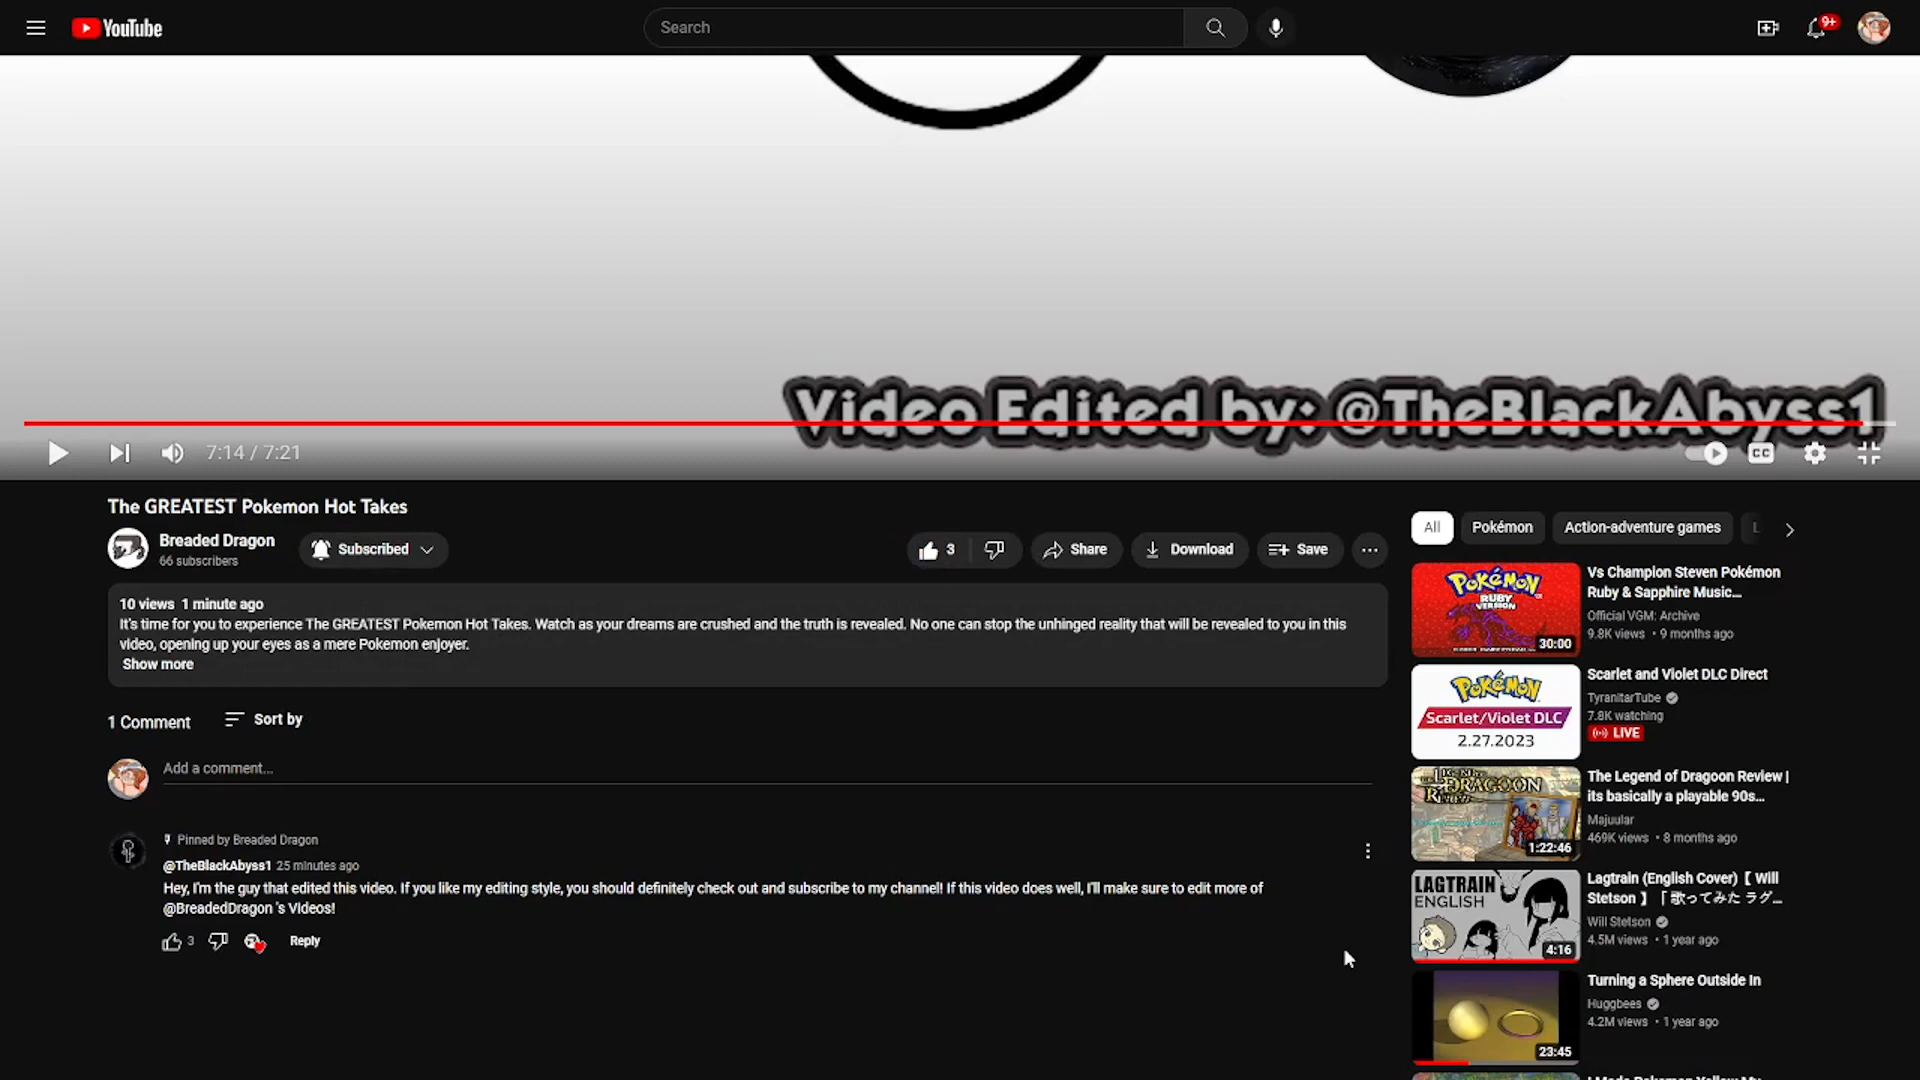 YouTube
Search
9+
Video Edited by: @TheBlackAbyss1
7:14 / 7:21
CC
The GREATEST Pokemon Hot Takes
Breaded Dragon
66 subscribers
Subscribed
3
Share
Download
Save
10 views 1 minute ago
It's time for you to experience The GREATEST Pokemon Hot Takes. Watch as your dreams are crushed and the truth is revealed. No one can stop the unhinged reality that will be revealed to you in this
video, opening up your eyes as a mere Pokemon enjoyer.
Show more
1 Comment
Sort by
Add a comment...
Pinned by Breaded Dragon
@TheBlackAbyss1 25 minutes ago
Hey, I'm the guy that edited this video. If you like my editing style, you should definitely check out and subscribe to my channel! If this video does well, I'll make sure to edit more of
@BreadedDragon 's Videos!
3
Reply
All
Pokémon
Action-adventure games
POKÉMON
RUBY
VERSION
30:00
Vs Champion Steven Pokémon
Ruby & Sapphire Music...
Official VGM: Archive
9.8K views • 9 months ago
POKÉMON
Scarlet/Violet DLC
2.27.2023
Scarlet and Violet DLC Direct
TyranitarTube
7.8K watching
LIVE
THE LEGEND of
DRAGOON
REVIEW
1:22:46
The Legend of Dragoon Review |
its basically a playable 90s...
Majuular
469K views • 8 months ago
LAGTRAIN
ENGLISH
4:16
Lagtrain (English Cover)【 Will
Stetson 】「 歌ってみた ラグ...
Will Stetson
4.5M views • 1 year ago
23:45
Turning a Sphere Outside In
Huggbees
4.2M views • 1 year ago